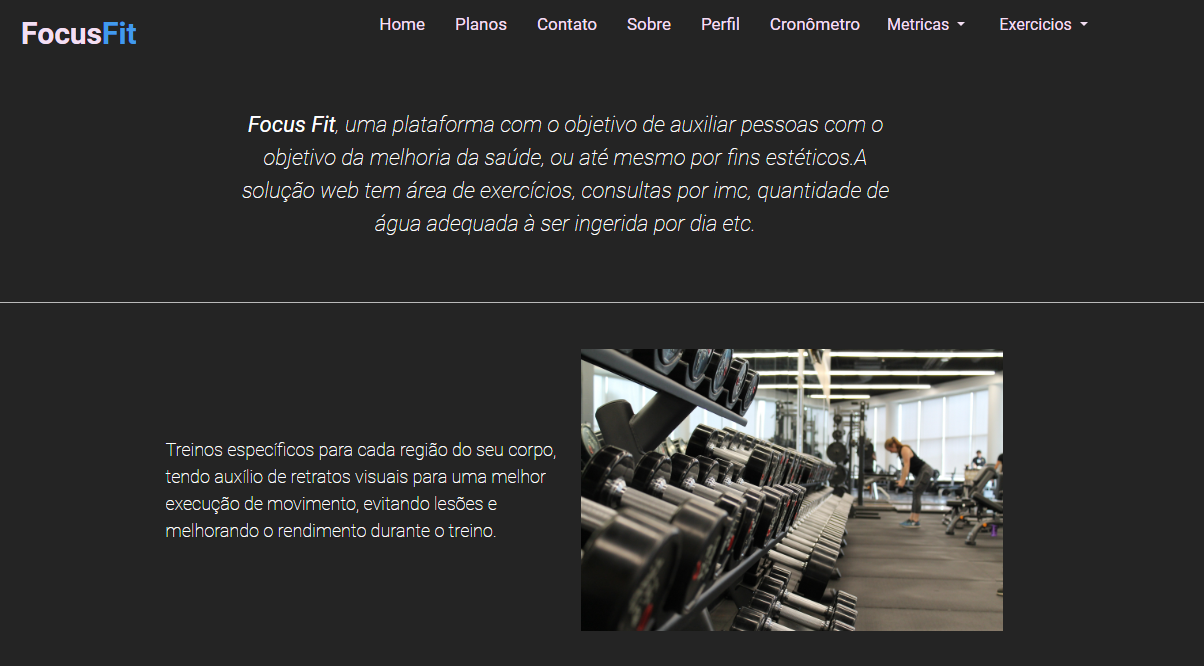 FocusFit
Home Planos Contato Sobre Perfil Cronômetro Metricas Exercicios
Focus Fit, uma plataforma com o objetivo de auxiliar pessoas com o
objetivo da melhoria da saúde, ou até mesmo por fins estéticos.A
solução web tem área de exercícios, consultas por imc, quantidade de
água adequada à ser ingerida por dia etc.
Treinos específicos para cada região do seu corpo,
tendo auxílio de retratos visuais para uma melhor
execução de movimento, evitando lesões e
melhorando o rendimento durante o treino.